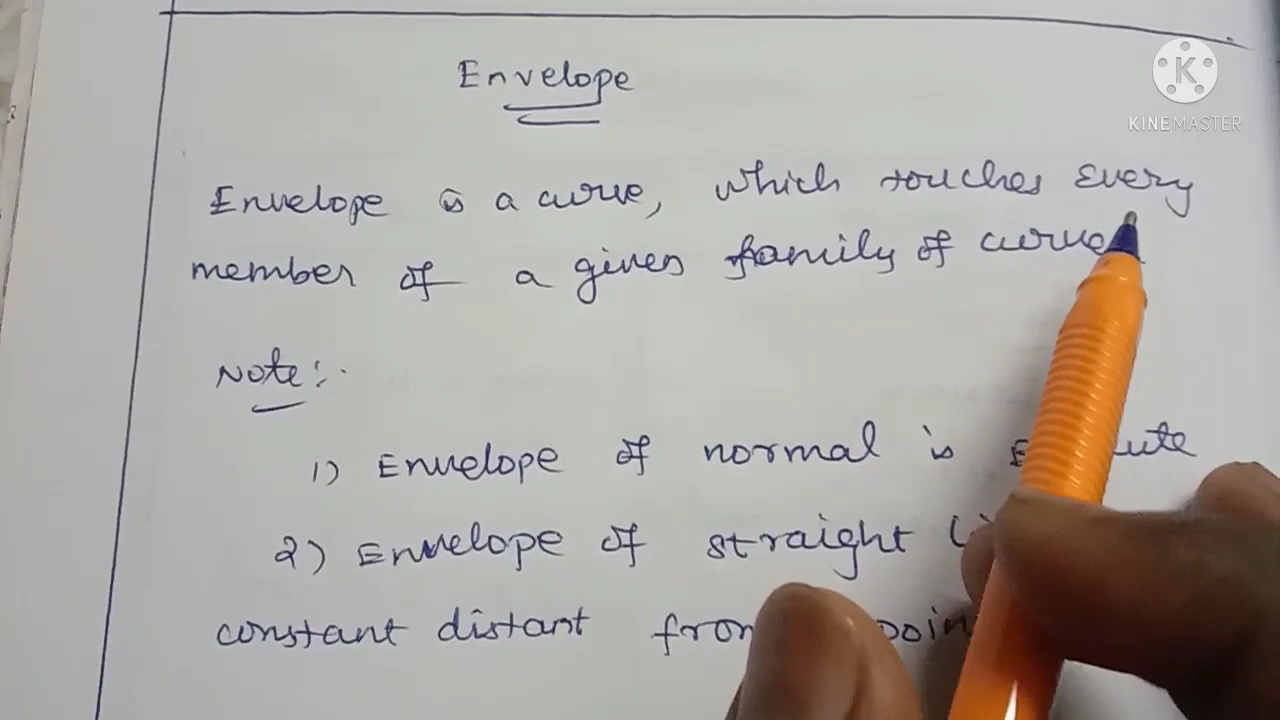 Envelope
KINEMASTER
Envelope is a curve, which touches every
member of a given family of curve
Note:-
1) Envelope of normal is
2) Envelope of straight
constant distant